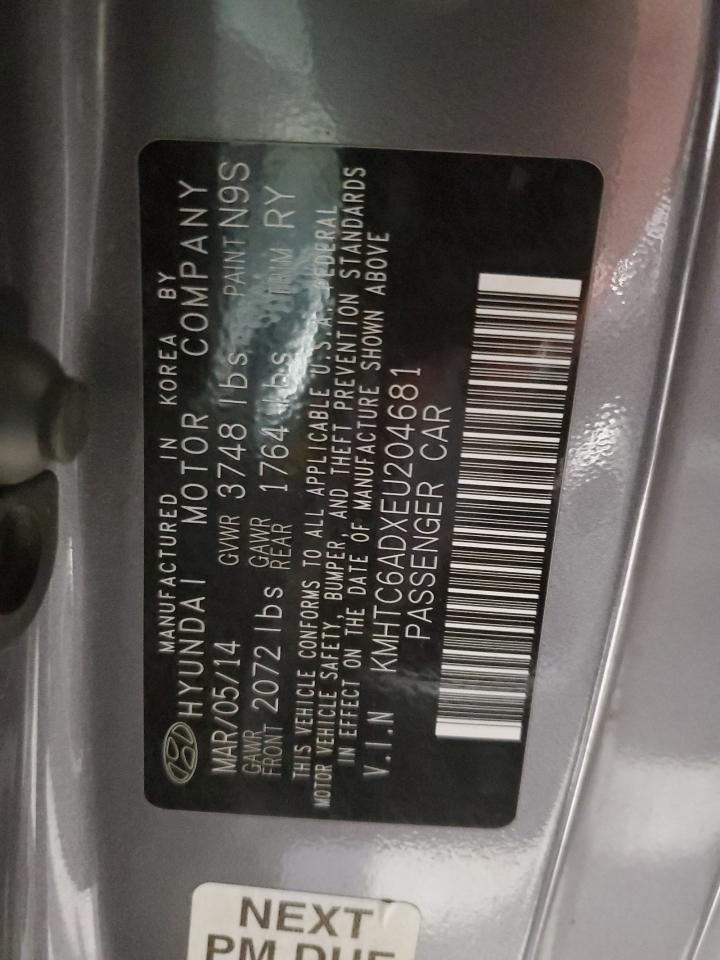 MANUFACTURED IN KOREA BY
HYUNDAI MOTOR COMPANY
MAR/05/14 GVWR 3748 lbs PAINT N9S
GAWR FRONT 2072 lbs GAWR REAR 1764 lbs TRIM RY
THIS VEHICLE CONFORMS TO ALL APPLICABLE U.S.A. FEDERAL
MOTOR VEHICLE SAFETY, BUMPER, AND THEFT PREVENTION STANDARDS
IN EFFECT ON THE DATE OF MANUFACTURE SHOWN ABOVE
V.I.N KMHTC6ADXEU204681
PASSENGER CAR
NEXT
PM DUE